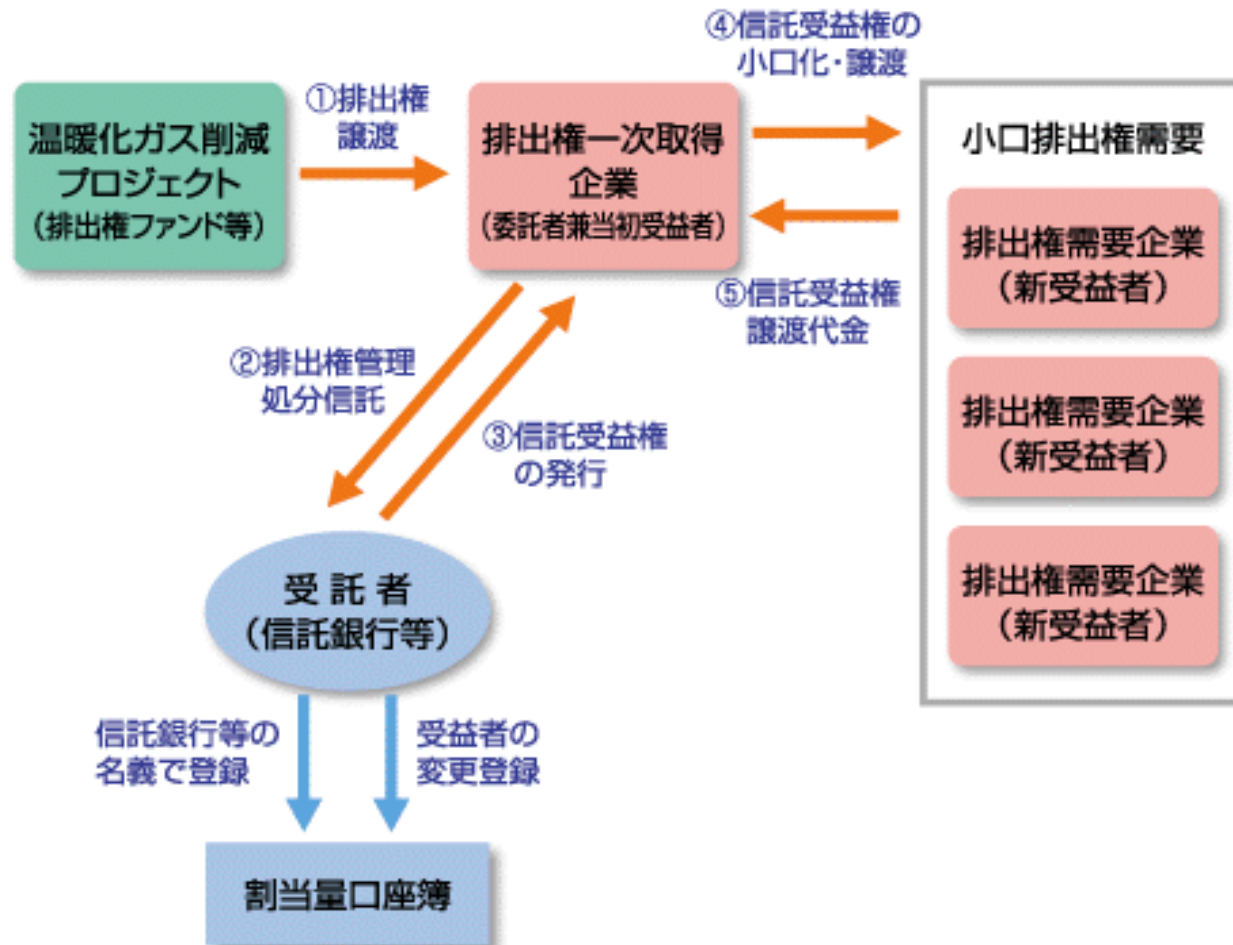 ④信託受益権の
小口化・譲渡
①排出権
譲渡
温暖化ガス削減
プロジェクト
（排出権ファンド等）
排出権一次取得
企業
（委託者兼当初受益者）
小口排出権需要
排出権需要企業
（新受益者）
⑤信託受益権
譲渡代金
②排出権管理
処分信託
排出権需要企業
（新受益者）
③信託受益権
の発行
排出権需要企業
（新受益者）
受託者
（信託銀行等）
信託銀行等の
名義で登録
受益者の
変更登録
割当量口座簿